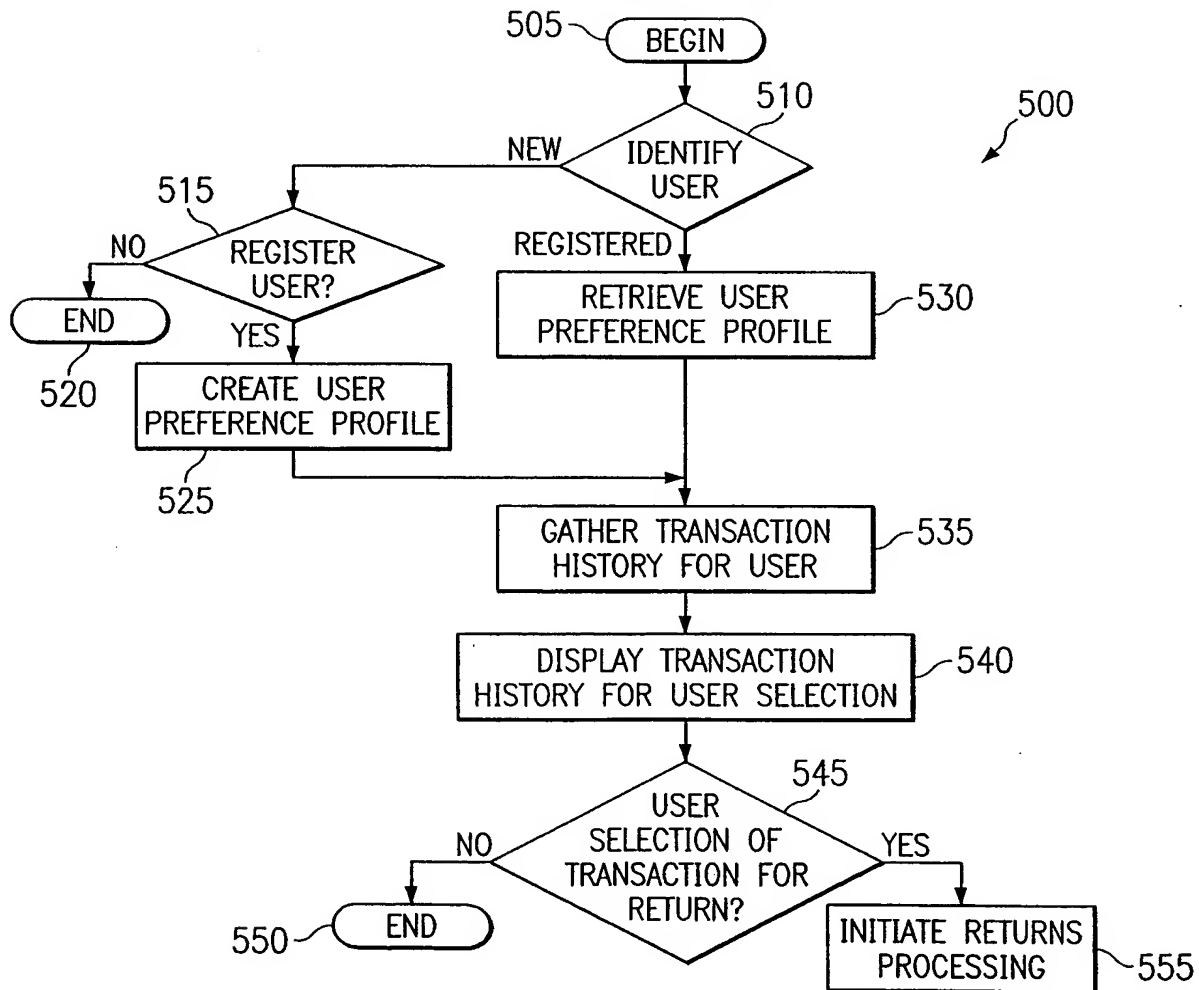 505
BEGIN
510
500
NEW
IDENTIFY
USER
515
NO
REGISTER
USER?
REGISTERED
END
520
YES
RETRIEVE USER
PREFERENCE PROFILE
530
CREATE USER
PREFERENCE PROFILE
525
GATHER TRANSACTION
HISTORY FOR USER
535
DISPLAY TRANSACTION
HISTORY FOR USER SELECTION
540
545
USER
SELECTION OF
TRANSACTION FOR
RETURN?
NO
YES
END
550
INITIATE RETURNS
PROCESSING
555